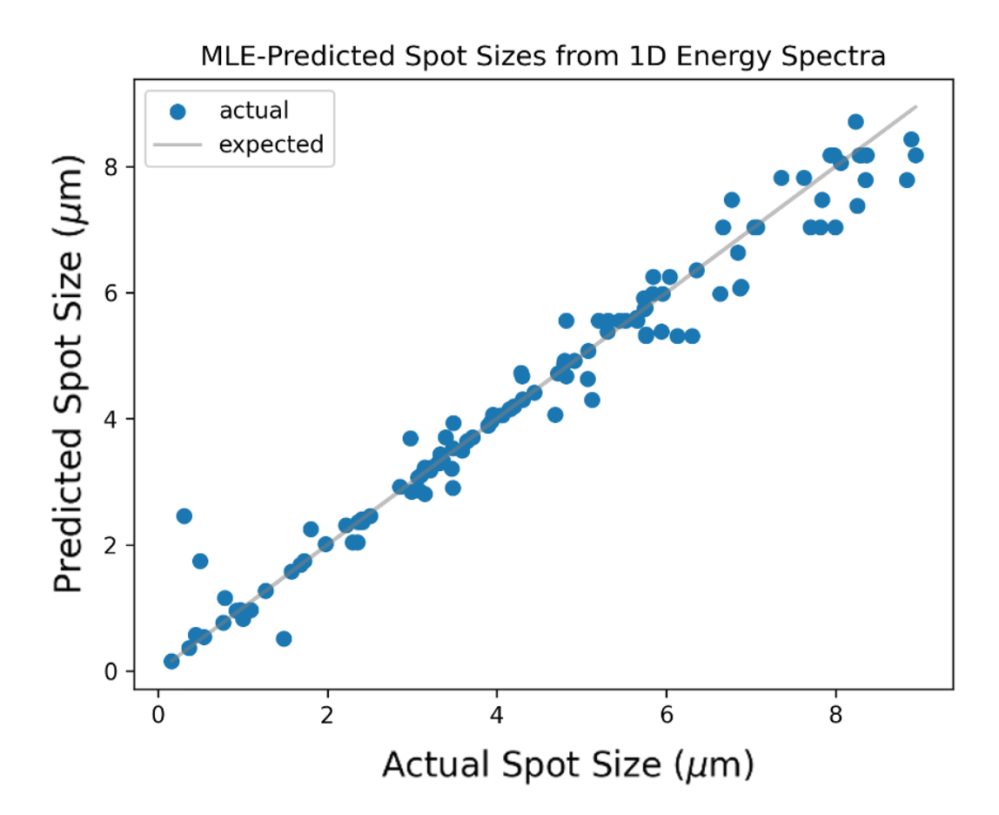 MLE-Predicted Spot Sizes from 1D Energy Spectra
actual
expected
Predicted Spot Size (μm)
8
6
4
2
0
0 2 4 6 8
Actual Spot Size (μm)